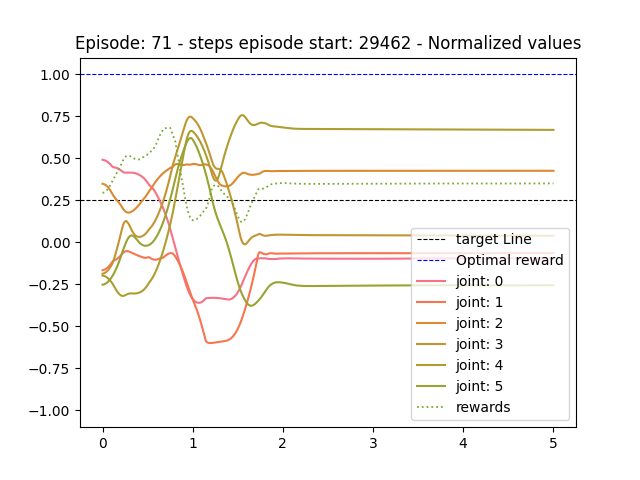 Episode: 71 - steps episode start: 29462 - Normalized values
1.00
0.75
0.50
0.25
0.00
−0.25
−0.50
−0.75
−1.00
target Line
Optimal reward
joint: 0
joint: 1
joint: 2
joint: 3
joint: 4
joint: 5
rewards
0 1 2 3 4 5